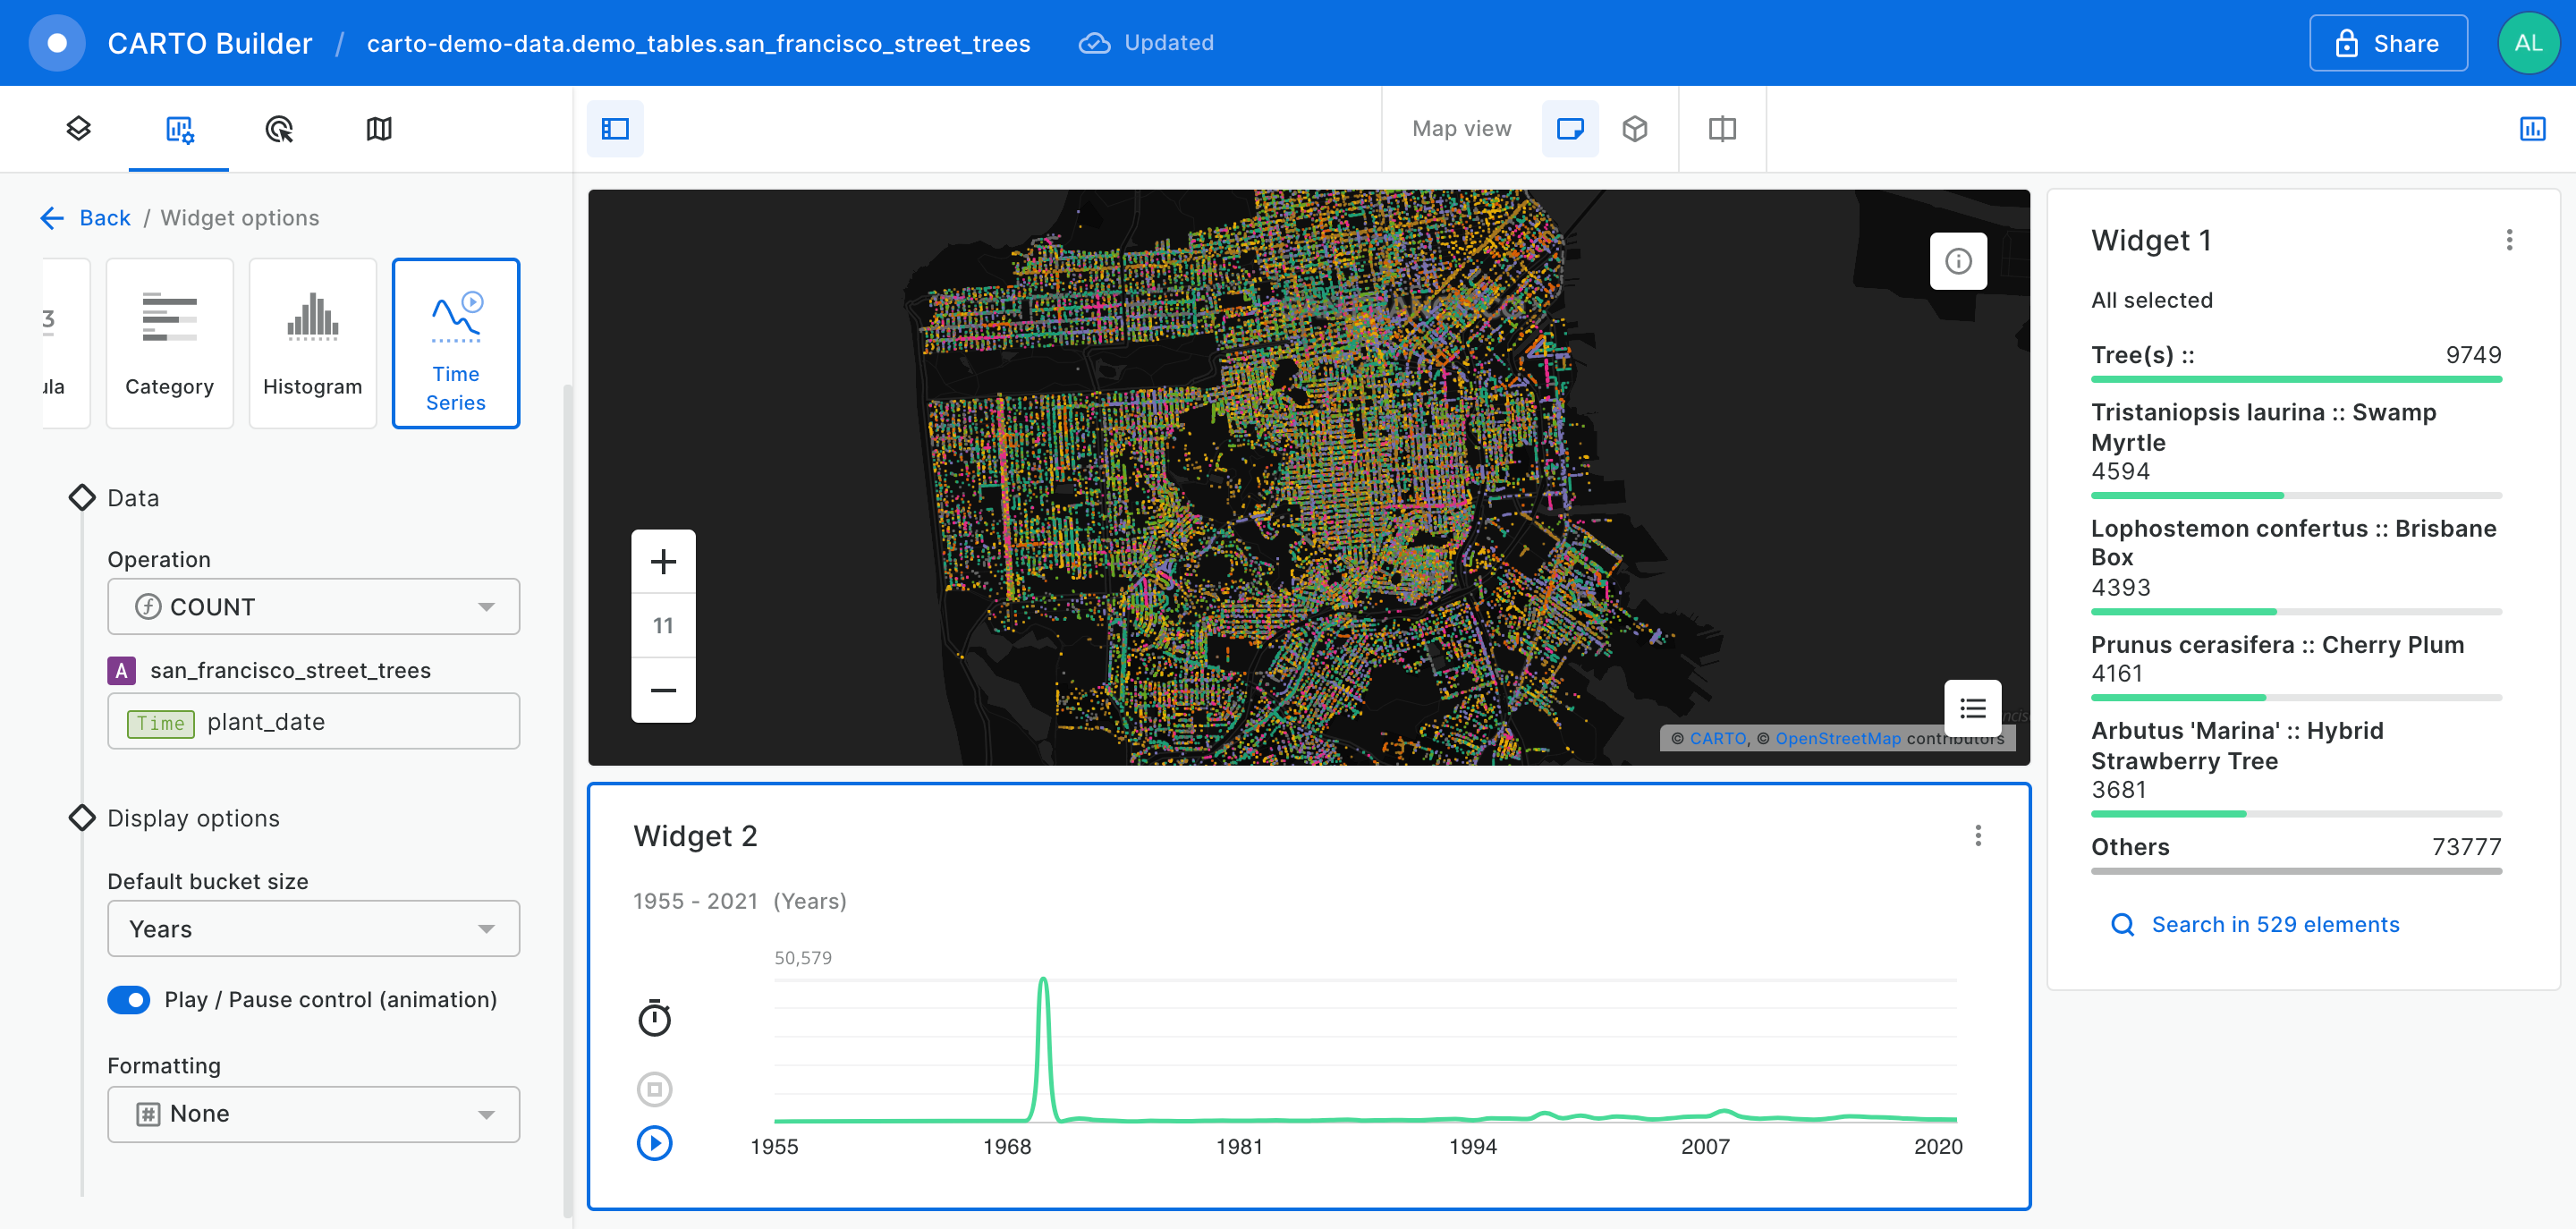 CARTO Builder / carto-demo-data.demo_tables.san_francisco_street_trees Updated Share AL
Map view
Back / Widget options
3
ula
Category
Histogram
Time
Series
Data
Operation
COUNT
A san_francisco_street_trees
Time plant_date
Display options
Default bucket size
Years
Play / Pause control (animation)
Formatting
None
11
© CARTO, © OpenStreetMap contributors
Widget 2
1955 - 2021 (Years)
50,579
1955 1968 1981 1994 2007 2020
Widget 1
All selected
Tree(s) :: 9749
Tristaniopsis laurina :: Swamp
Myrtle
4594
Lophostemon confertus :: Brisbane
Box
4393
Prunus cerasifera :: Cherry Plum
4161
Arbutus 'Marina' :: Hybrid
Strawberry Tree
3681
Others 73777
Search in 529 elements